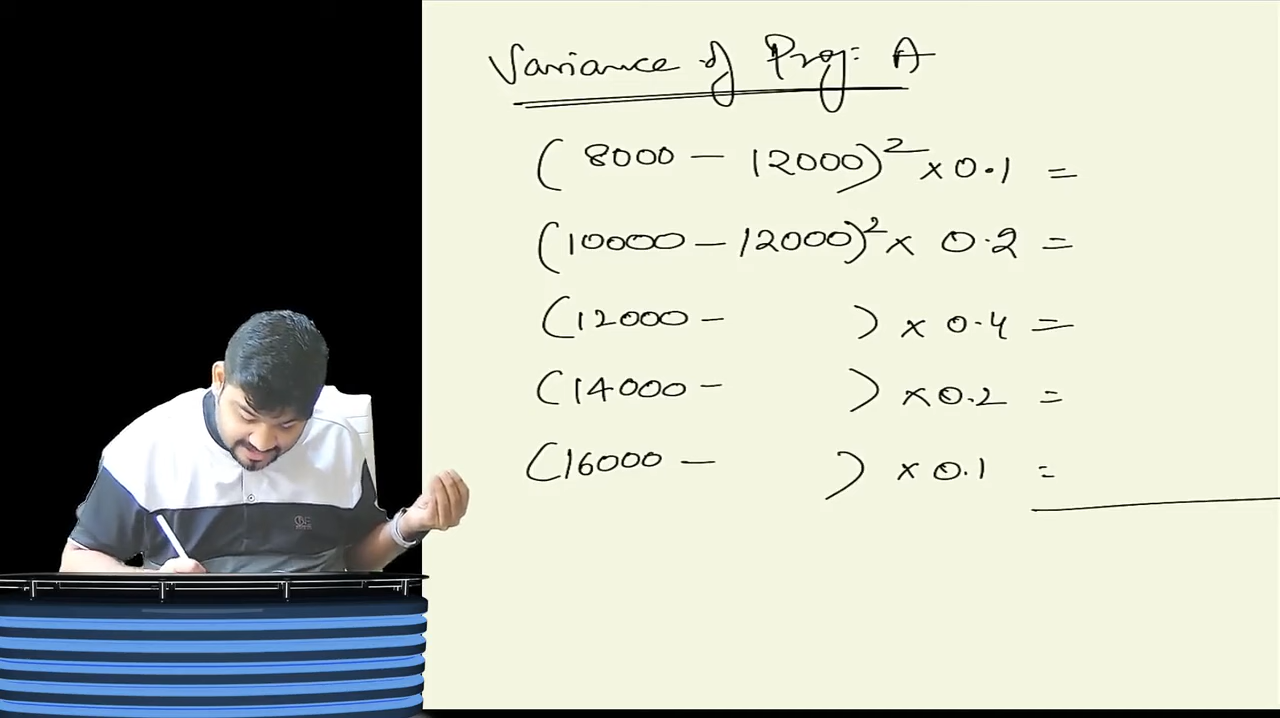 Variance of Proj: A
(8000 - 12000)² × 0.1 =
(10000 - 12000)² × 0.2 =
(12000 - ) × 0.4 =
(14000 - ) × 0.2 =
(16000 - ) × 0.1 =